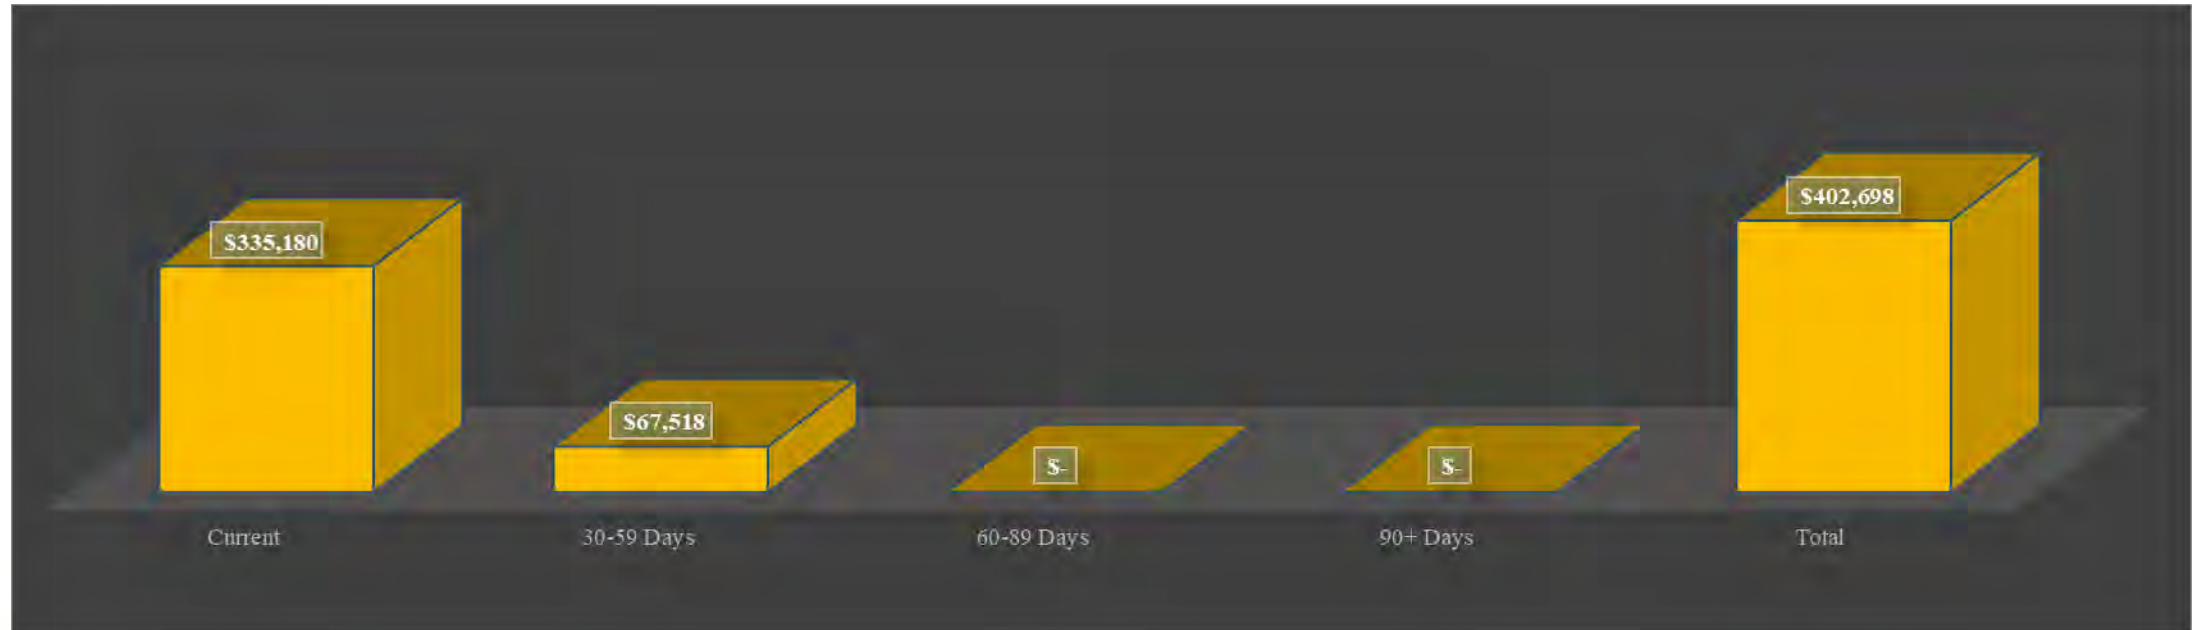 $402,698
$335,180
$67,518
$-
$-
Current
30-59 Days
60-89 Days
90+ Days
Total